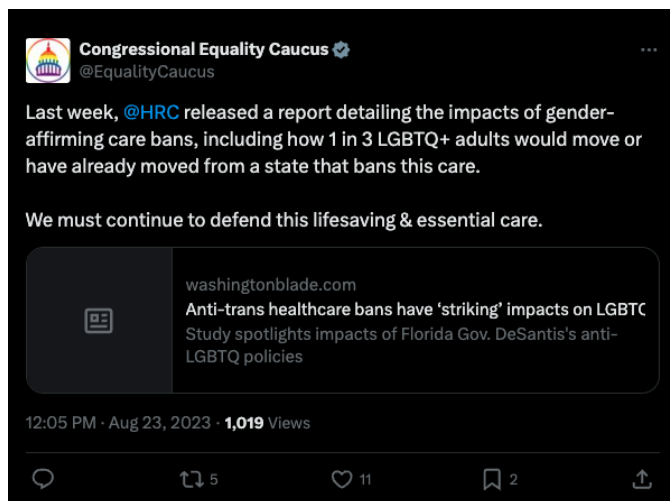 Congressional Equality Caucus
@EqualityCaucus
Last week, @HRC released a report detailing the impacts of gender-
affirming care bans, including how 1 in 3 LGBTQ+ adults would move or
have already moved from a state that bans this care.
We must continue to defend this lifesaving & essential care.
washingtonblade.com
Anti-trans healthcare bans have ‘striking’ impacts on
Study spotlights impacts of Florida Gov. DeSantis's anti-
LGBTQ policies
12:05 PM · Aug 23, 2023 · 1,019 Views
5 11 2